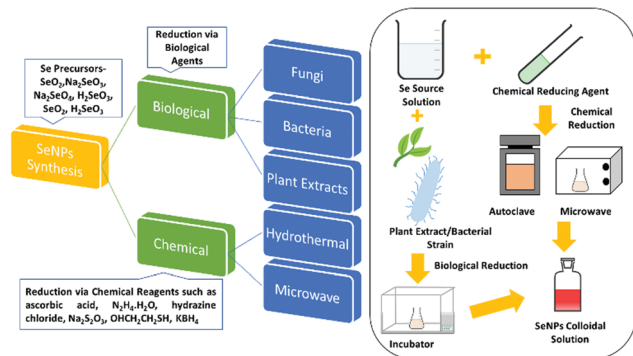 Se Precursors-
SeO₂,Na₂SeO₃,
Na₂SeO₄, H₂SeO₃,
SeO₂, H₂SeO₃
SeNPs
Synthesis
Reduction via
Biological
Agents
Biological
Chemical
Fungi
Bacteria
Plant Extracts
Hydrothermal
Microwave
Reduction via Chemical Reagents such as
ascorbic acid, N₂H₄.H₂O, hydrazine
chloride, Na₂S₂O₃, OHCH₂CH₂SH, KBH₄
Se Source
Solution
+
Chemical Reducing Agent
+
Chemical
Reduction
Autoclave
Microwave
Plant Extract/Bacterial
Strain
Biological Reduction
Incubator
SeNPs Colloidal
Solution